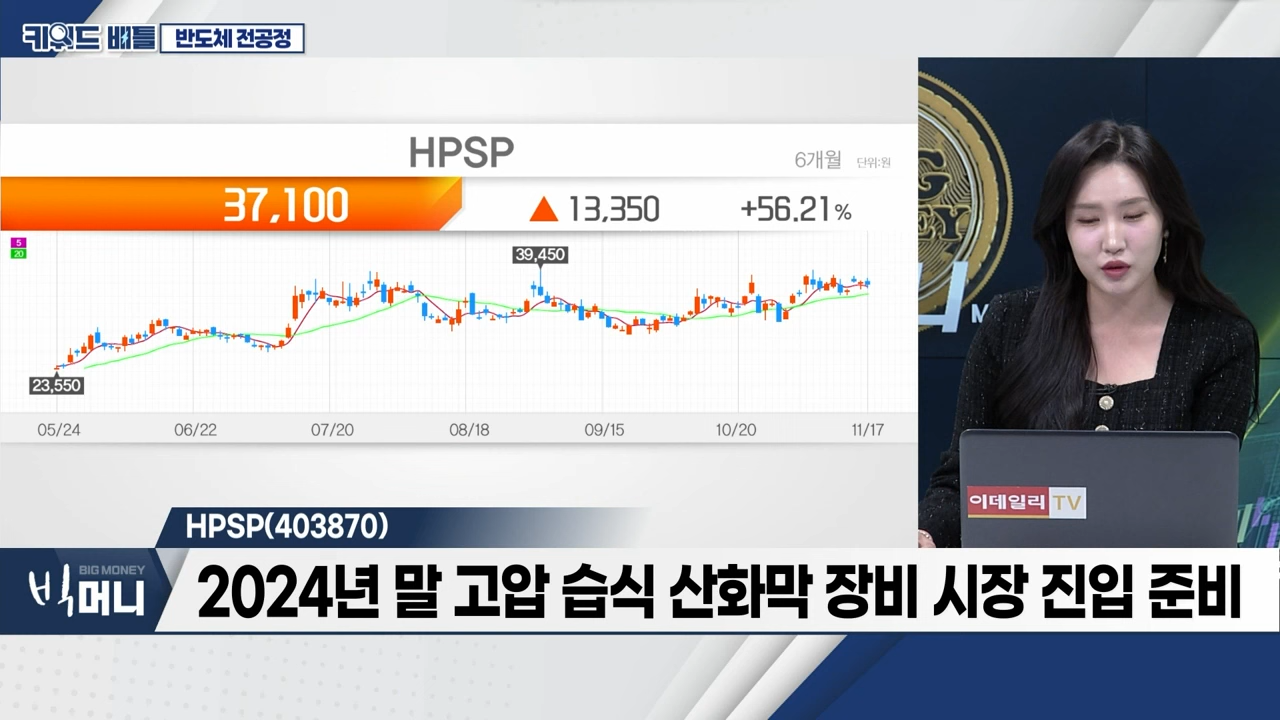 키워드 배틀 반도체 전공정
HPSP
6개월 단위:원
37,100 ▲ 13,350 +56.21%
5
20
39,450
23,550
05/24 06/22 07/20 08/18 09/15 10/20 11/17
이데일리 TV
HPSP(403870)
BIG MONEY
빅머니
2024년 말 고압 습식 산화막 장비 시장 진입 준비